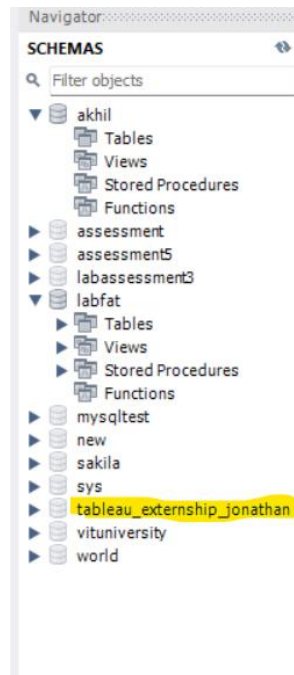 Navigator
SCHEMAS
Filter objects
akhil
Tables
Views
Stored Procedures
Functions
assessment
assessment5
labassessment3
labfat
Tables
Views
Stored Procedures
Functions
mysqltest
new
sakila
sys
tableau_externship_jonathan
vituniversity
world